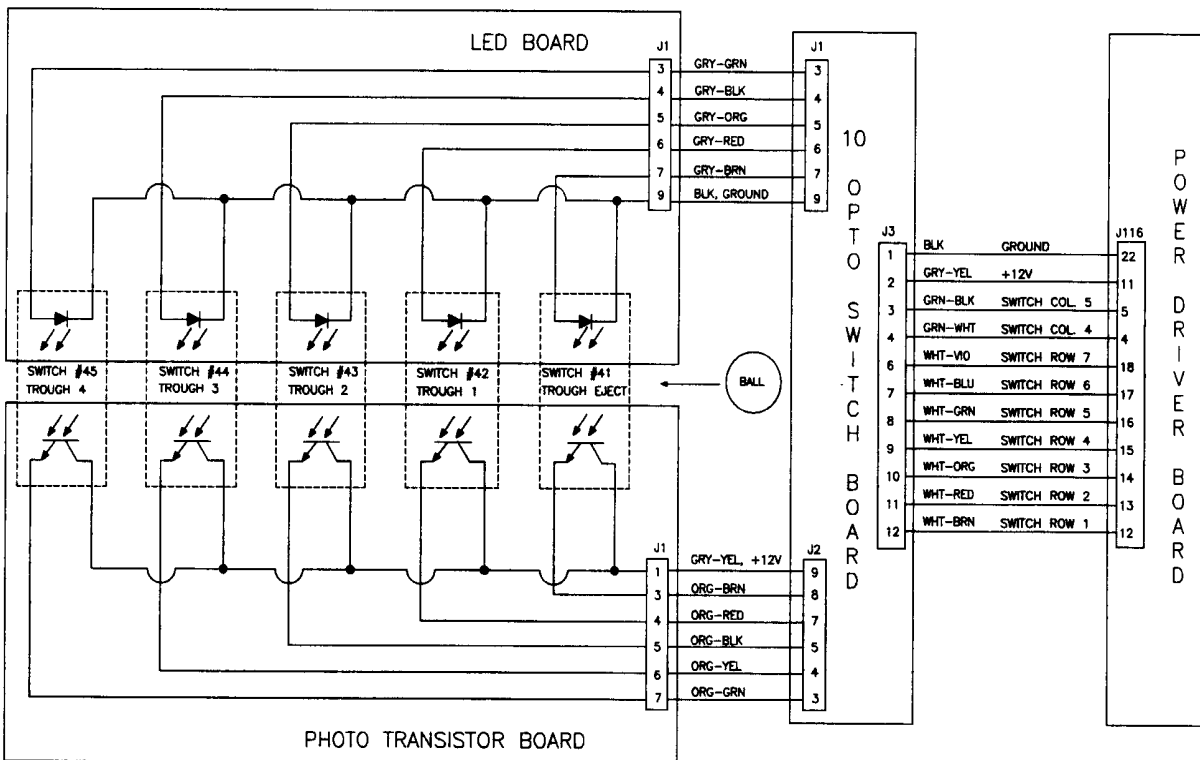 LED BOARD
J1
3
4
5
6
7
9
GRY-GRN
GRY-BLK
GRY-ORG
GRY-RED
GRY-BRN
BLK, GROUND
J1
3
4
5
6
7
9
10 OPTO SWITCH BOARD
SWITCH #45
TROUGH 4
SWITCH #44
TROUGH 3
SWITCH #43
TROUGH 2
SWITCH #42
TROUGH 1
SWITCH #41
TROUGH EJECT
BALL
J1
1
3
4
5
6
7
GRY-YEL, +12V
ORG-BRN
ORG-RED
ORG-BLK
ORG-YEL
ORG-GRN
J2
9
8
7
5
4
3
PHOTO TRANSISTOR BOARD
J3
J116
1 BLK GROUND 22
2 GRY-YEL +12V 11
3 GRN-BLK SWITCH COL. 5 5
4 GRN-WHT SWITCH COL. 4 4
6 WHT-VIO SWITCH ROW 7 18
7 WHT-BLU SWITCH ROW 6 17
8 WHT-GRN SWITCH ROW 5 16
9 WHT-YEL SWITCH ROW 4 15
10 WHT-ORG SWITCH ROW 3 14
11 WHT-RED SWITCH ROW 2 13
12 WHT-BRN SWITCH ROW 1 12
POWER DRIVER BOARD